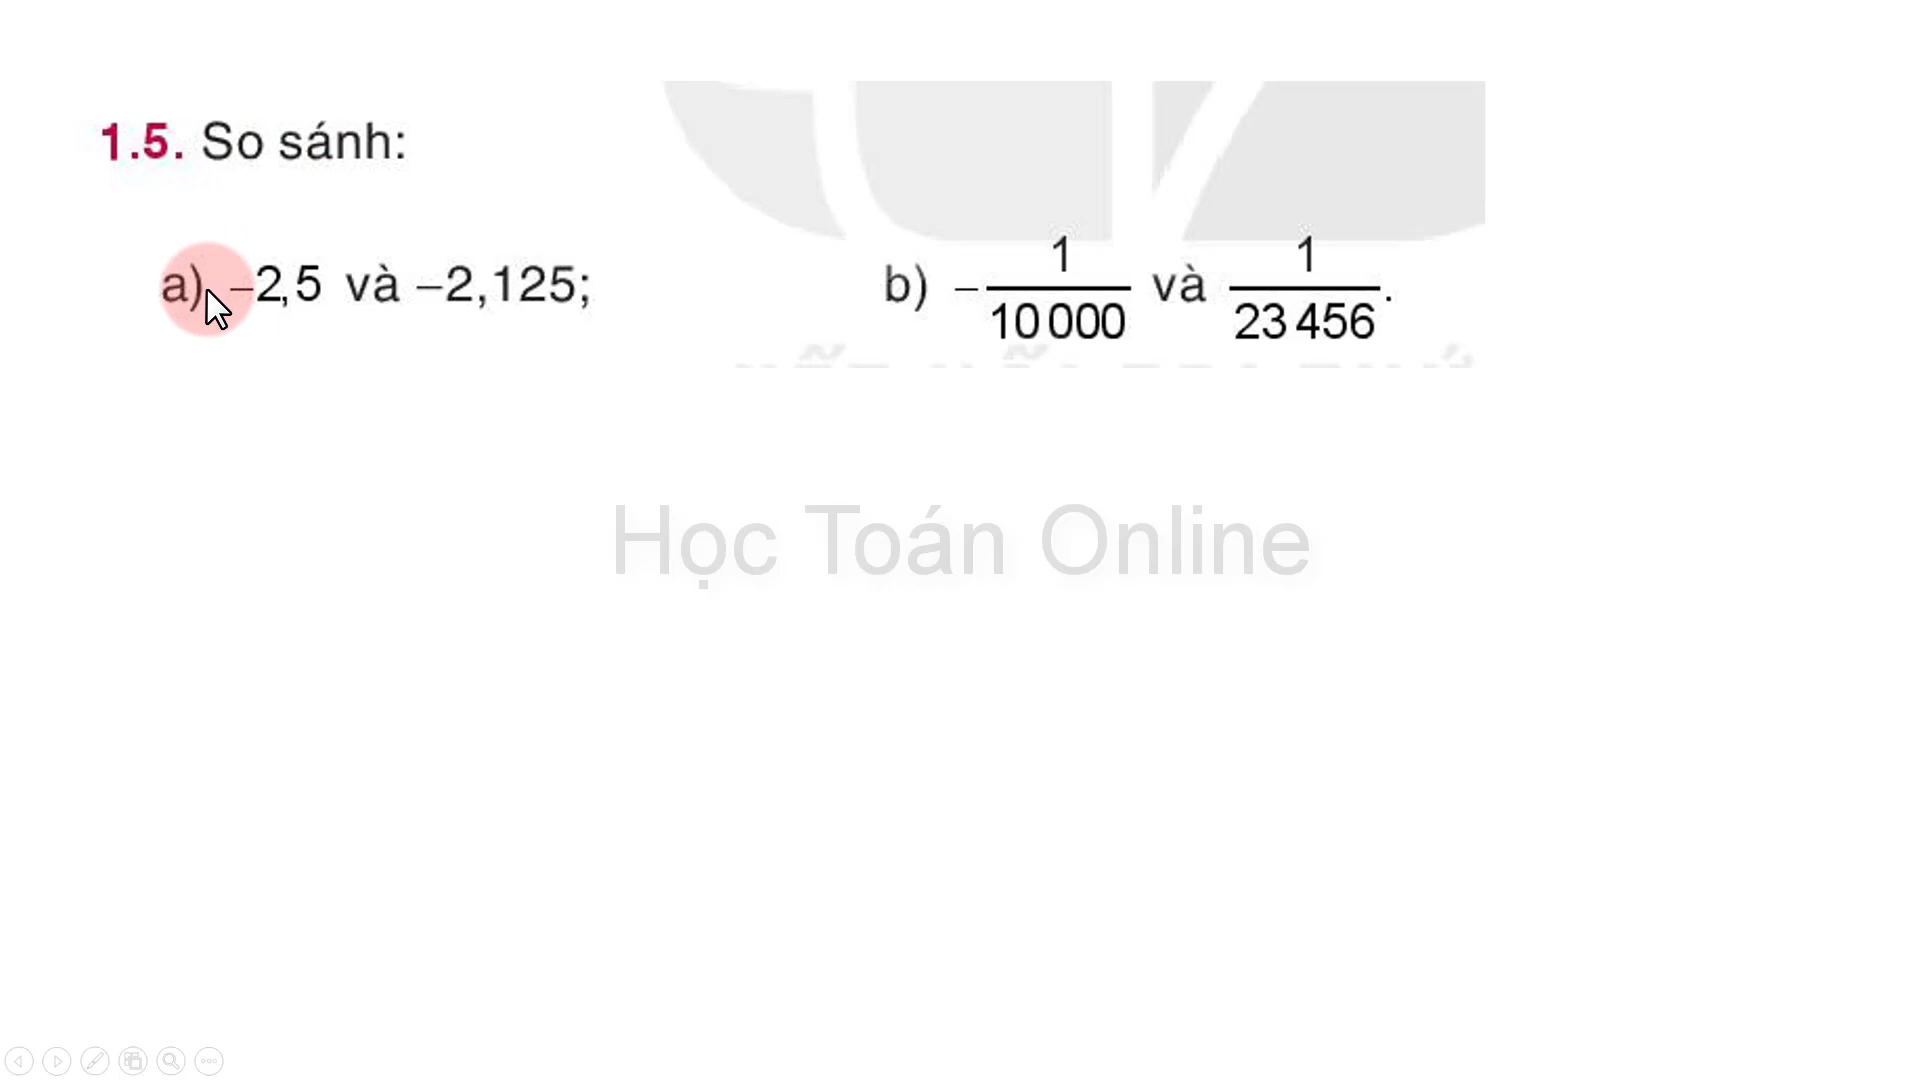 1.5. So sánh:
a) –2,5 và –2,125; b) –1/10 000 và 1/23 456.
Học Toán Online